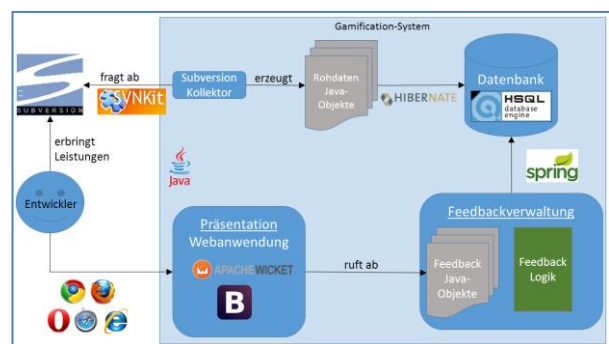 Gamification-System
fragt ab
Subversion
Kollektor
erzeugt
Rohdaten
Java-
Objekte
HIBERNATE
Datenbank
HSQL
database
engine
SUBVERSION
SVNKit
erbringt
Leistungen
Java
spring
Entwickler
Präsentation
Webanwendung
APACHE WICKET
B
ruft ab
Feedbackverwaltung
Feedback
Java-
Objekte
Feedback
Logik